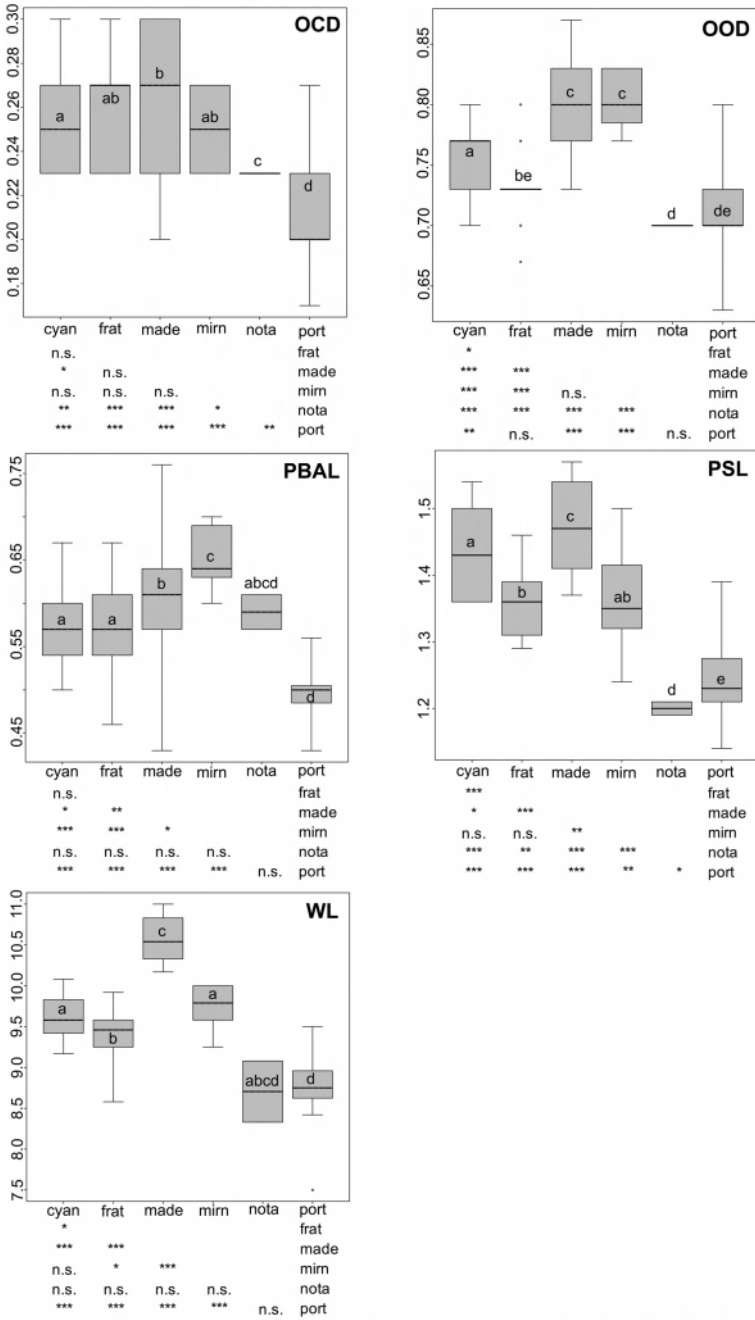 OCD
0.30
0.28
0.26
0.24
0.22
0.20
0.18
a ab b ab c d
cyan frat made mirn nota port
n.s. frat
* n.s. made
n.s. n.s. n.s. mirn
** *** *** * nota
*** *** *** *** ** port
OOD
0.85
0.80
0.75
0.70
0.65
a be c c d de
cyan frat made mirn nota port
* frat
*** *** made
*** *** n.s. mirn
*** *** *** *** nota
** n.s. *** *** n.s. port
PBAL
0.75
0.65
0.55
0.45
a a b c abcd d
cyan frat made mirn nota port
n.s. frat
* ** made
*** *** * mirn
n.s. n.s. n.s. n.s. nota
*** *** *** *** n.s. port
PSL
1.5
1.4
1.3
1.2
a b c ab d e
cyan frat made mirn nota port
*** frat
* *** made
n.s. n.s. ** mirn
*** ** *** *** nota
*** *** *** ** * port
WL
11.0
10.5
10.0
9.5
9.0
8.5
8.0
7.5
a b c a abcd d
cyan frat made mirn nota port
* frat
*** *** made
n.s. * *** mirn
n.s. n.s. n.s. n.s. nota
*** *** *** *** n.s. port